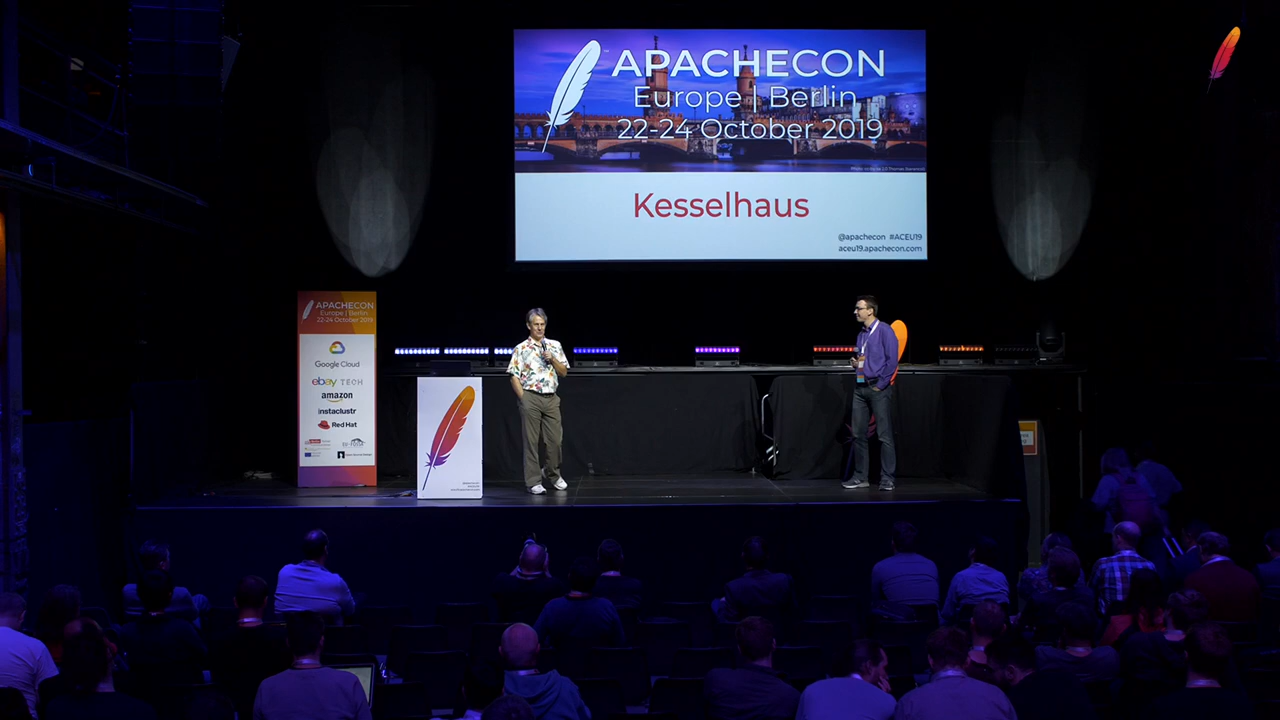 APACHECON
Europe | Berlin
22-24 October 2019
Kesselhaus
@apachecon #ACEU19
aceu19.apachecon.com
APACHECON
Europe | Berlin
22-24 October 2019
Google Cloud
ebay TECH
amazon
instaclustr
Red Hat